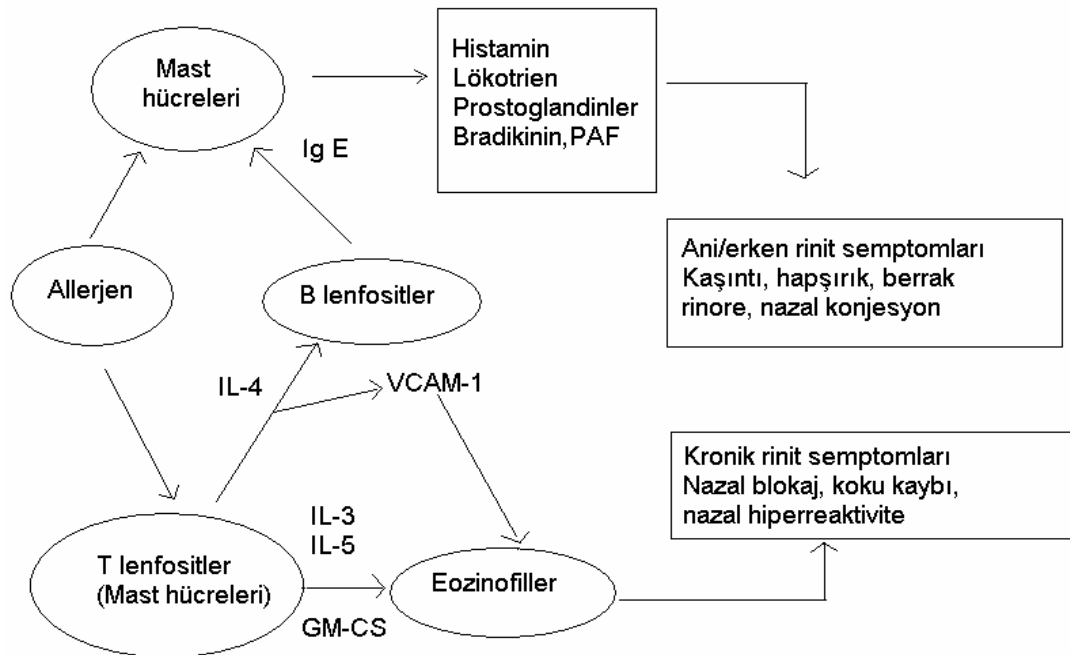 Mast
hücreleri
Histamin
Lökotrien
Prostoglandinler
Bradikinin,PAF
Ig E
Allerjen
B lenfositler
Ani/erken rinit semptomları
Kaşıntı, hapşırık, berrak
rinore, nazal konjesyon
IL-4
VCAM-1
Kronik rinit semptomları
Nazal blokaj, koku kaybı,
nazal hiperreaktivite
T lenfositler
(Mast hücreleri)
IL-3
IL-5
GM-CS
Eozinofiller